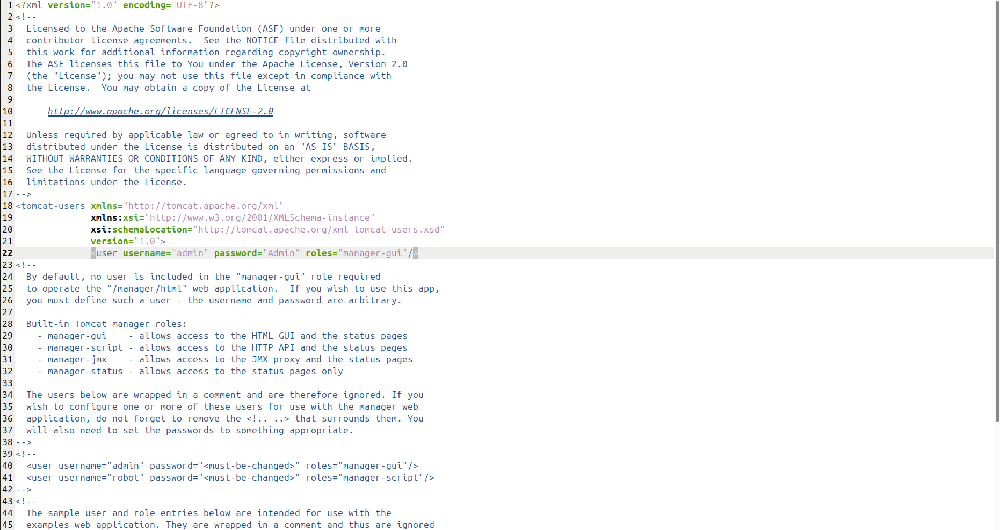 1 <?xml version="1.0" encoding="UTF-8"?>
2 <!--
3   Licensed to the Apache Software Foundation (ASF) under one or more
4   contributor license agreements.  See the NOTICE file distributed with
5   this work for additional information regarding copyright ownership.
6   The ASF licenses this file to You under the Apache License, Version 2.0
7   (the "License"); you may not use this file except in compliance with
8   the License.  You may obtain a copy of the License at
9
10       http://www.apache.org/licenses/LICENSE-2.0
11
12   Unless required by applicable law or agreed to in writing, software
13   distributed under the License is distributed on an "AS IS" BASIS,
14   WITHOUT WARRANTIES OR CONDITIONS OF ANY KIND, either express or implied.
15   See the License for the specific language governing permissions and
16   limitations under the License.
17 -->
18 <tomcat-users xmlns="http://tomcat.apache.org/xml"
19               xmlns:xsi="http://www.w3.org/2001/XMLSchema-instance"
20               xsi:schemaLocation="http://tomcat.apache.org/xml tomcat-users.xsd"
21               version="1.0">
22               <user username="admin" password="Admin" roles="manager-gui"/>
23 <!--
24   By default, no user is included in the "manager-gui" role required
25   to operate the "/manager/html" web application.  If you wish to use this app,
26   you must define such a user - the username and password are arbitrary.
27
28   Built-in Tomcat manager roles:
29     - manager-gui    - allows access to the HTML GUI and the status pages
30     - manager-script - allows access to the HTTP API and the status pages
31     - manager-jmx    - allows access to the JMX proxy and the status pages
32     - manager-status - allows access to the status pages only
33
34   The users below are wrapped in a comment and are therefore ignored. If you
35   wish to configure one or more of these users for use with the manager web
36   application, do not forget to remove the <!.. ..> that surrounds them. You
37   will also need to set the passwords to something appropriate.
38 -->
39 <!--
40   <user username="admin" password="<must-be-changed>" roles="manager-gui"/>
41   <user username="robot" password="<must-be-changed>" roles="manager-script"/>
42 -->
43 <!--
44   The sample user and role entries below are intended for use with the
45   examples web application. They are wrapped in a comment and thus are ignored